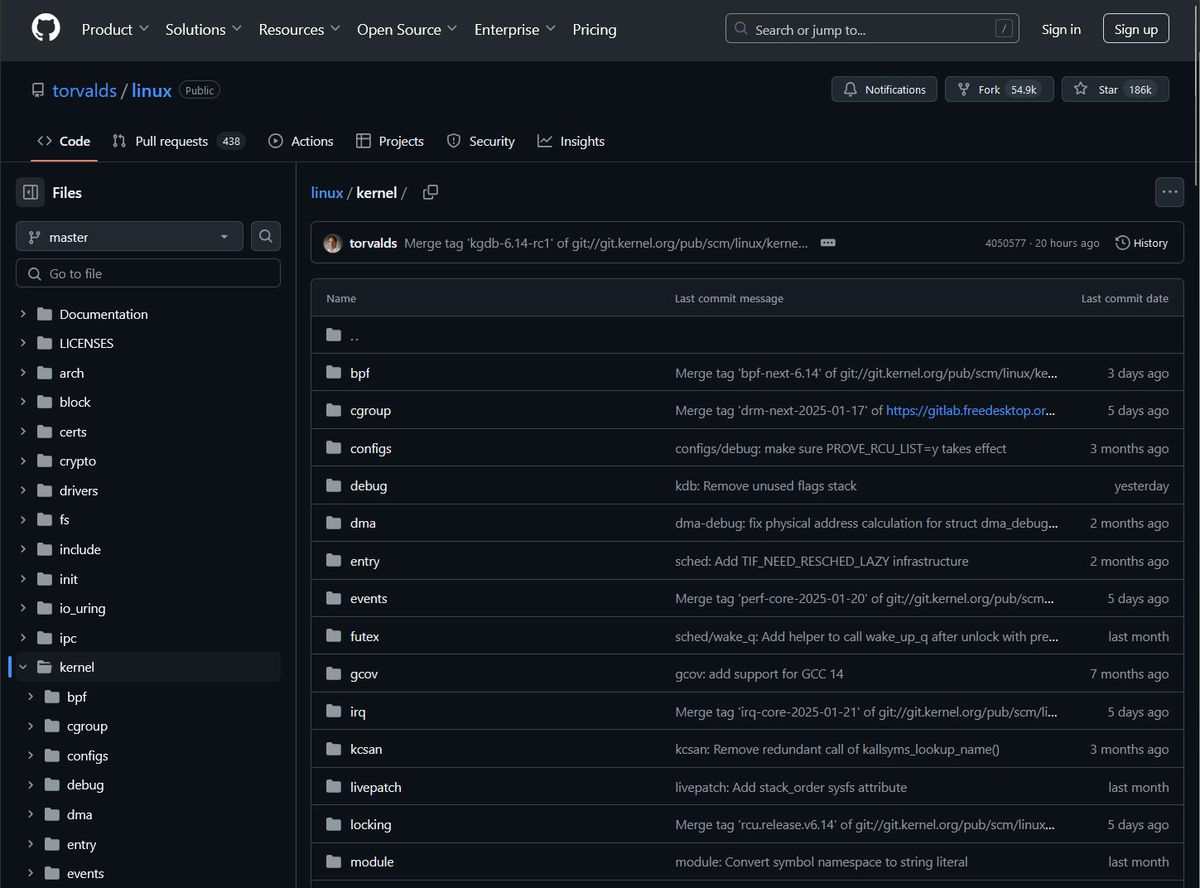 Product Solutions Resources Open Source Enterprise Pricing Search or jump to... / Sign in Sign up
torvalds / linux Public Notifications Fork 54.9k Star 186k
Code Pull requests 438 Actions Projects Security Insights
Files
master
Go to file
Documentation
LICENSES
arch
block
certs
crypto
drivers
fs
include
init
io_uring
ipc
kernel
bpf
cgroup
configs
debug
dma
entry
events
linux / kernel /
torvalds Merge tag 'kgdb-6.14-rc1' of git://git.kernel.org/pub/scm/linux/kerne... 4050577 · 20 hours ago History
Name Last commit message Last commit date
..
bpf Merge tag 'bpf-next-6.14' of git://git.kernel.org/pub/scm/linux/ke... 3 days ago
cgroup Merge tag 'drm-next-2025-01-17' of https://gitlab.freedesktop.or... 5 days ago
configs configs/debug: make sure PROVE_RCU_LIST=y takes effect 3 months ago
debug kdb: Remove unused flags stack yesterday
dma dma-debug: fix physical address calculation for struct dma_debug... 2 months ago
entry sched: Add TIF_NEED_RESCHED_LAZY infrastructure 2 months ago
events Merge tag 'perf-core-2025-01-20' of git://git.kernel.org/pub/scm... 5 days ago
futex sched/wake_q: Add helper to call wake_up_q after unlock with pre... last month
gcov gcov: add support for GCC 14 7 months ago
irq Merge tag 'irq-core-2025-01-21' of git://git.kernel.org/pub/scm/li... 5 days ago
kcsan kcsan: Remove redundant call of kallsyms_lookup_name() 3 months ago
livepatch livepatch: Add stack_order sysfs attribute last month
locking Merge tag 'rcu.release.v6.14' of git://git.kernel.org/pub/scm/linux... 5 days ago
module module: Convert symbol namespace to string literal last month